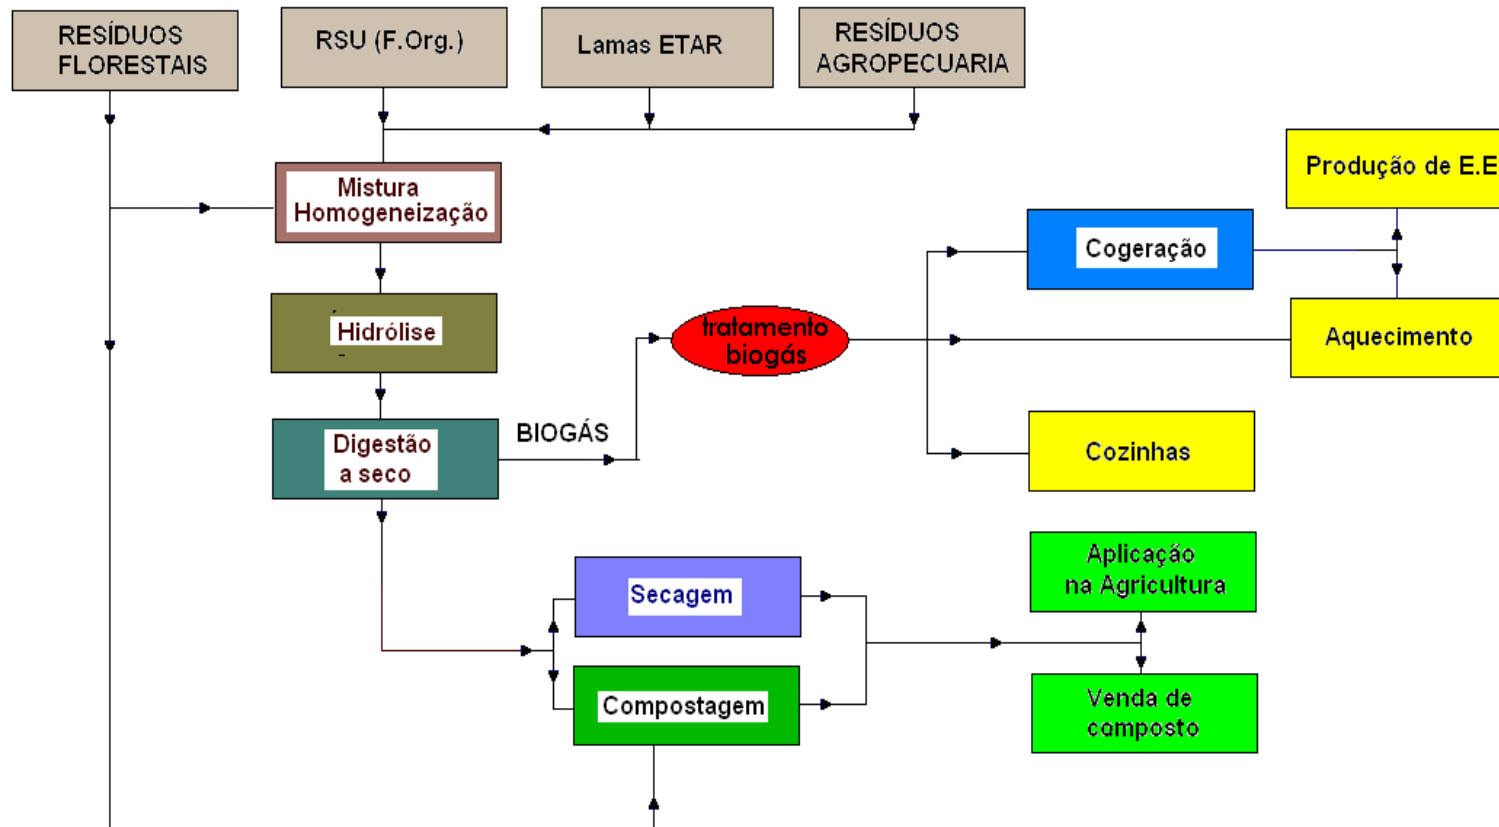 RESÍDUOS
FLORESTAIS
RSU (F.Org.)
Lamas ETAR
RESÍDUOS
AGROPECUARIA
Mistura
Homogeneização
Produção de E.E
Cogeração
Hidrólise
tratamento
biogás
Aquecimento
Digestão
a seco
BIOGÁS
Cozinhas
Secagem
Aplicação
na Agricultura
Compostagem
Venda de
composto